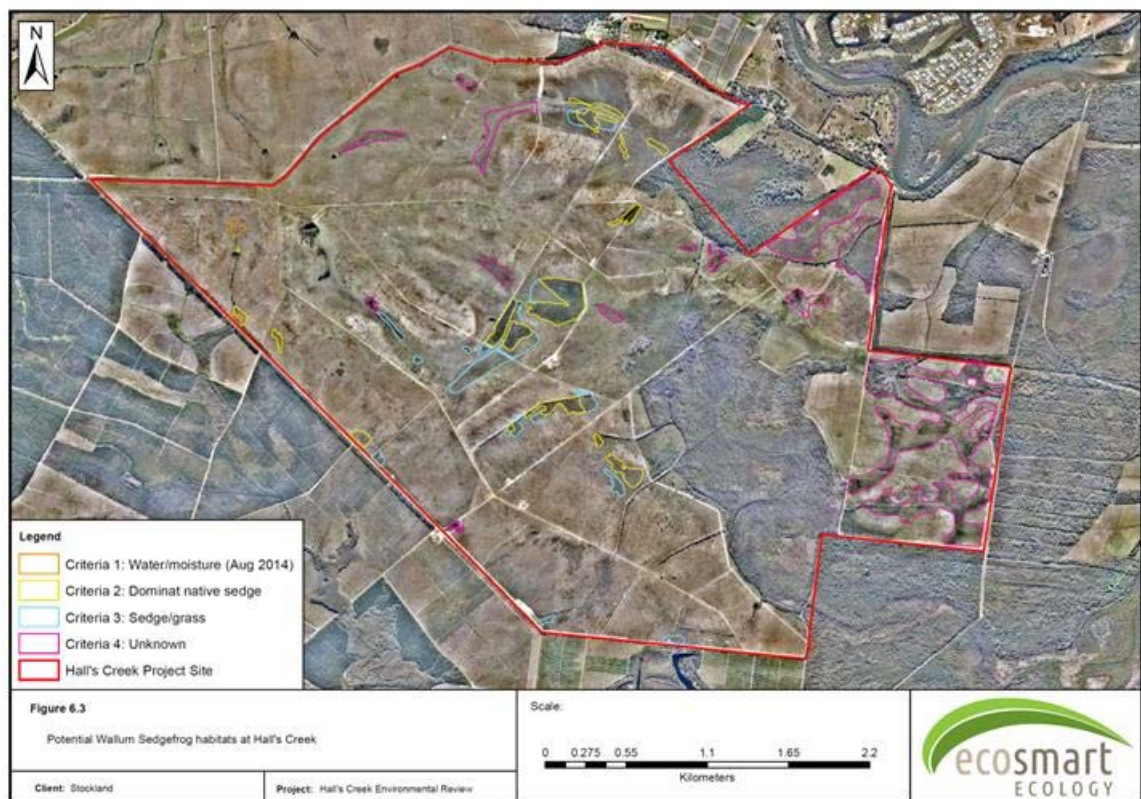 N
Legend
Criteria 1: Water/moisture (Aug 2014)
Criteria 2: Dominat native sedge
Criteria 3: Sedge/grass
Criteria 4: Unknown
Hall's Creek Project Site
Figure 6.3
Potential Wallum Sedgefrog habitats at Hall's Creek
Client: Stockland
Project: Hall's Creek Environmental Review
Scale:
0 0.275 0.55 1.1 1.65 2.2
Kilometers
ecosmart
ECOLOGY